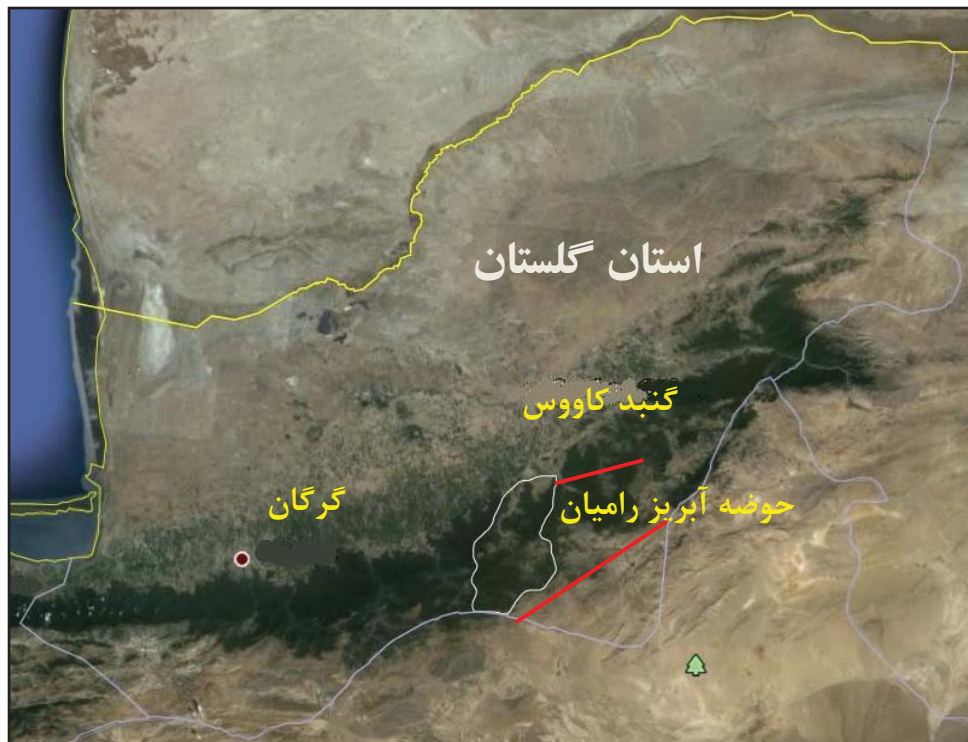 استان گلستان
گنبد کاووس
حوضه آبریز رامیان
گرگان